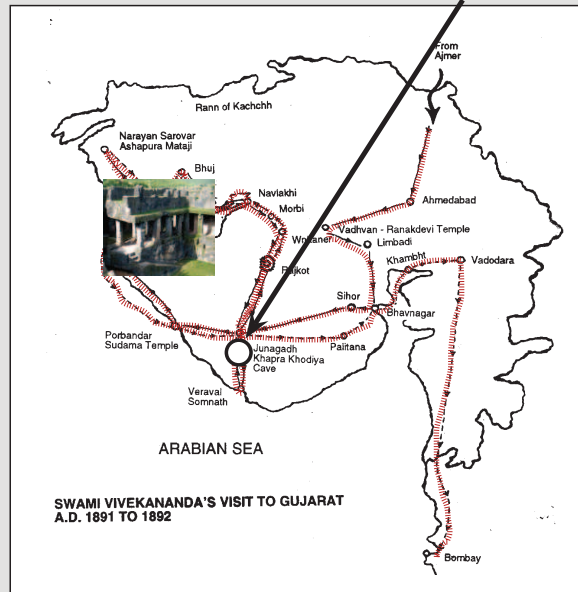 From
Ajmer
Rann of Kachchh
Narayan Sarovar
Ashapura Mataji
Bhuj
Navlakhi
Morbi
Ahmedabad
Vadhvan - Ranakdevi Temple
Limbadi
Khambht
Vadodara
Rajkot
Sihor
Bhavnagar
Porbandar
Sudama Temple
Junagadh
Khapra Khodiya
Cave
Palitana
Veraval
Somnath
ARABIAN SEA
SWAMI VIVEKANANDA'S VISIT TO GUJARAT
A.D. 1891 TO 1892
Bombay